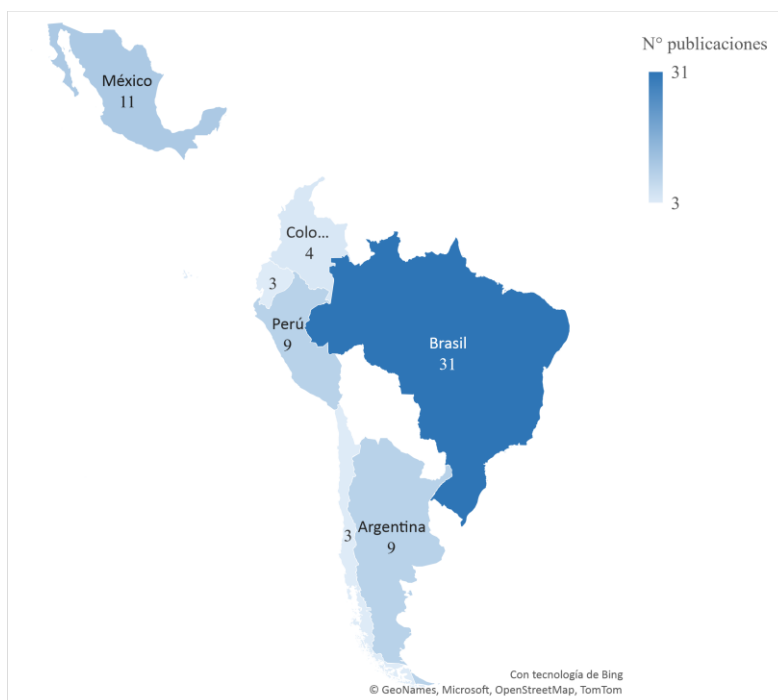 N° publicaciones
31
3
México
11
Colo...
4
3
Perú
9
Brasil
31
3
Argentina
9
Con tecnología de Bing
© GeoNames, Microsoft, OpenStreetMap, TomTom